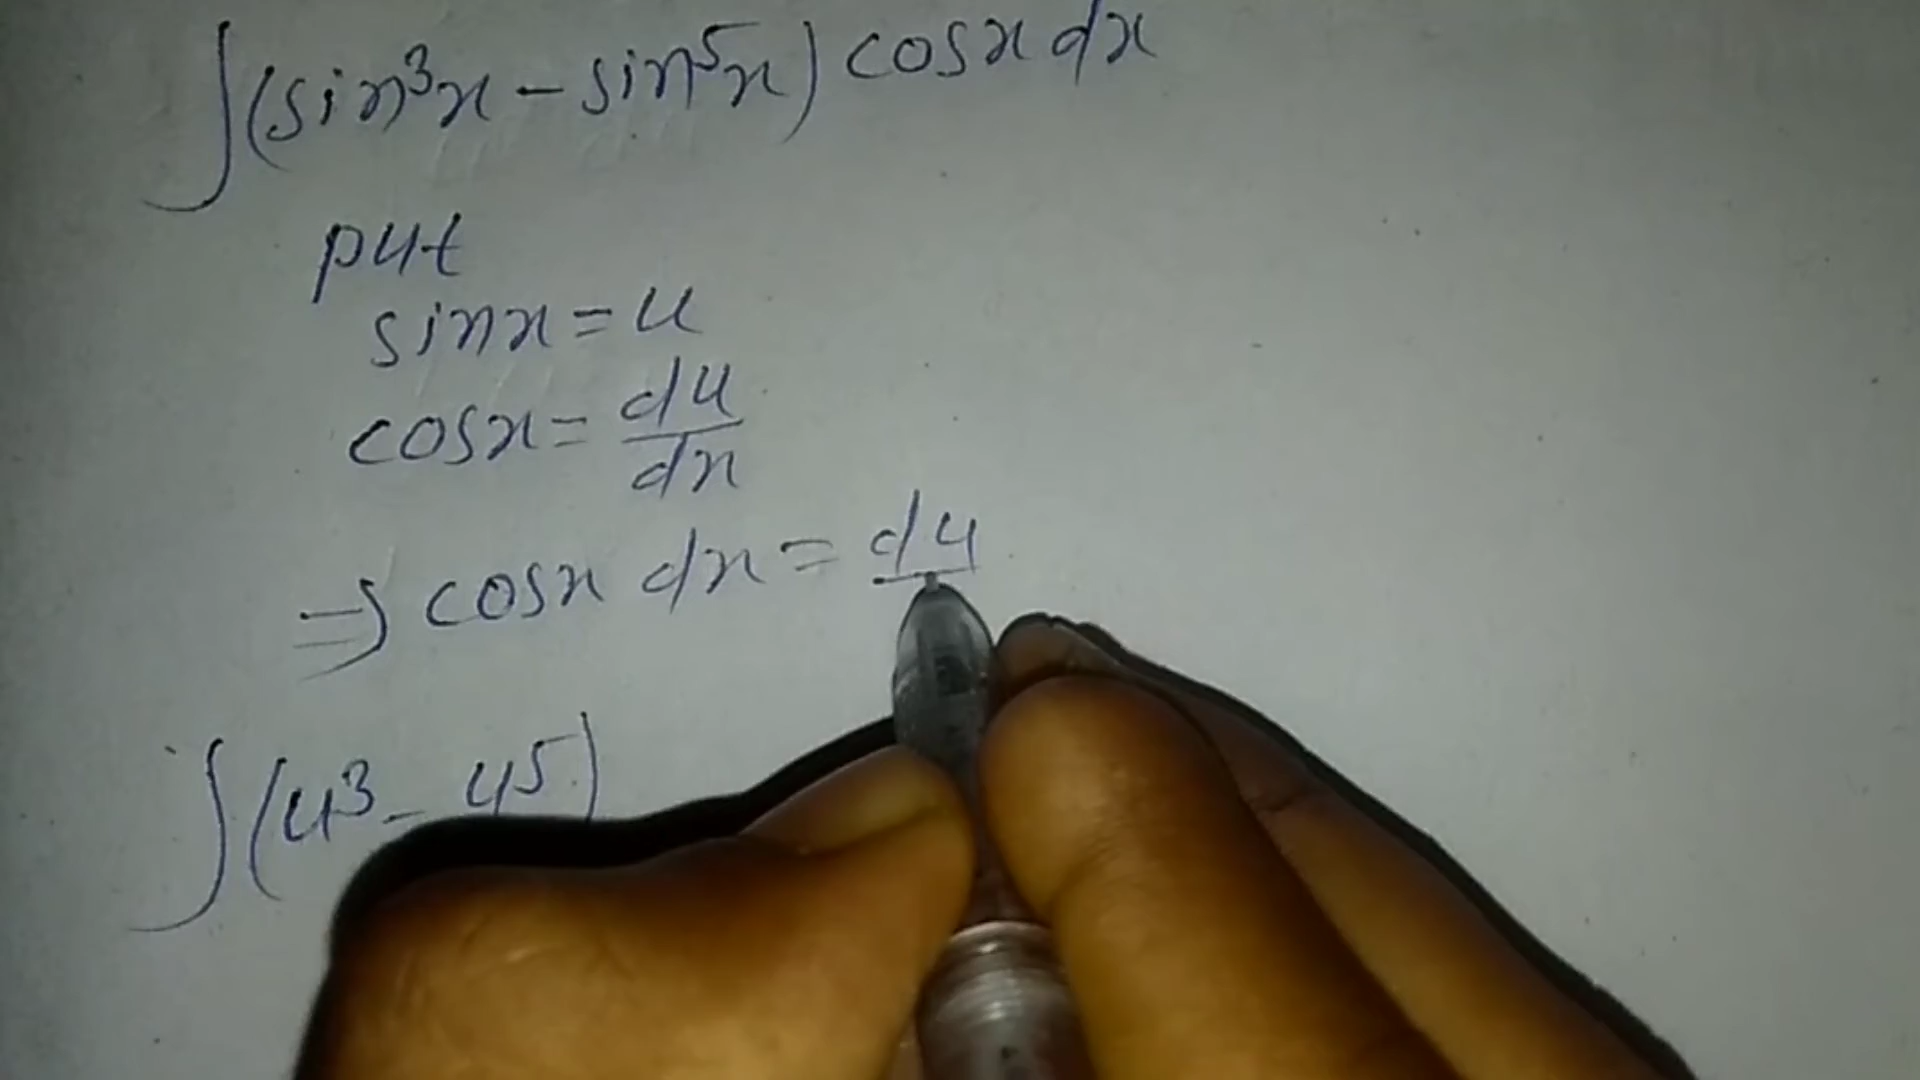 ∫(sin³x - sin⁵x) cosx dx
put
sinx = u
cosx = du/dx
⇒ cosx dx = du
∫(u³ - u⁵)